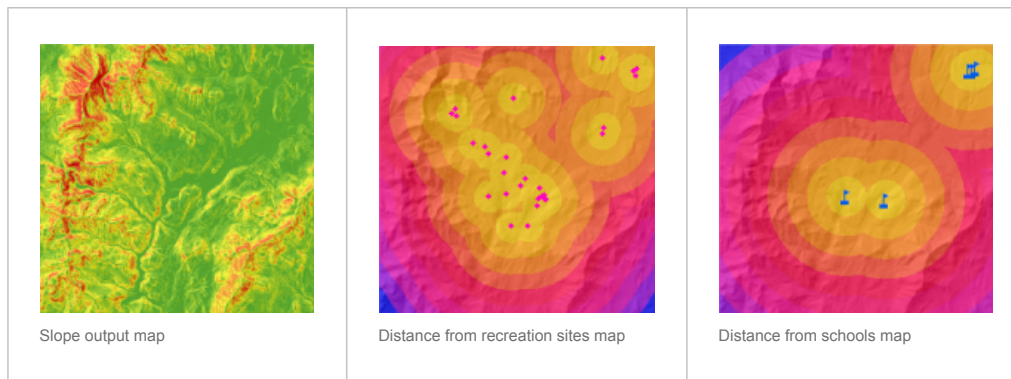 Slope output map
Distance from recreation sites map
Distance from schools map